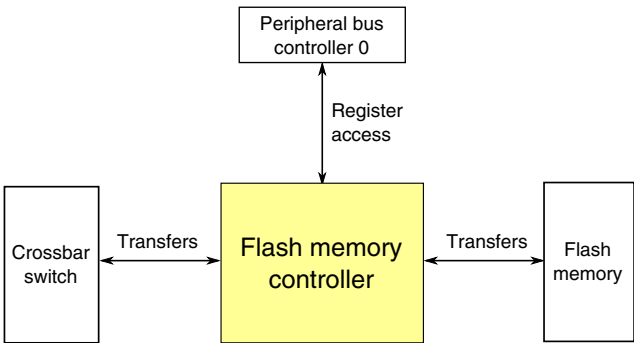 Peripheral bus
controller 0
Register
access
Crossbar
switch
Transfers
Flash memory
controller
Transfers
Flash
memory